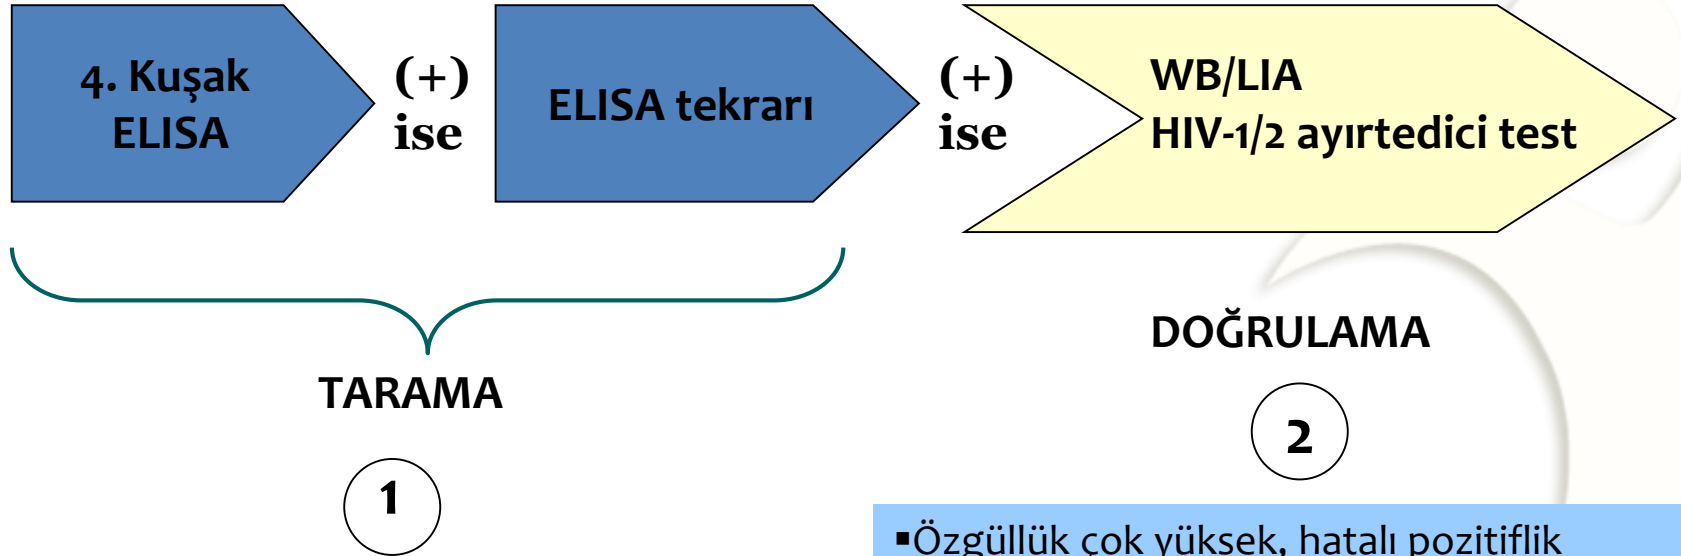 4. Kuşak
ELISA
(+)
ise
ELISA tekrarı
(+)
ise
WB/LIA
HIV-1/2 ayırtedici test
TARAMA
1
DOĞRULAMA
2
▪Özgüllük çok yüksek, hatalı pozitiflik